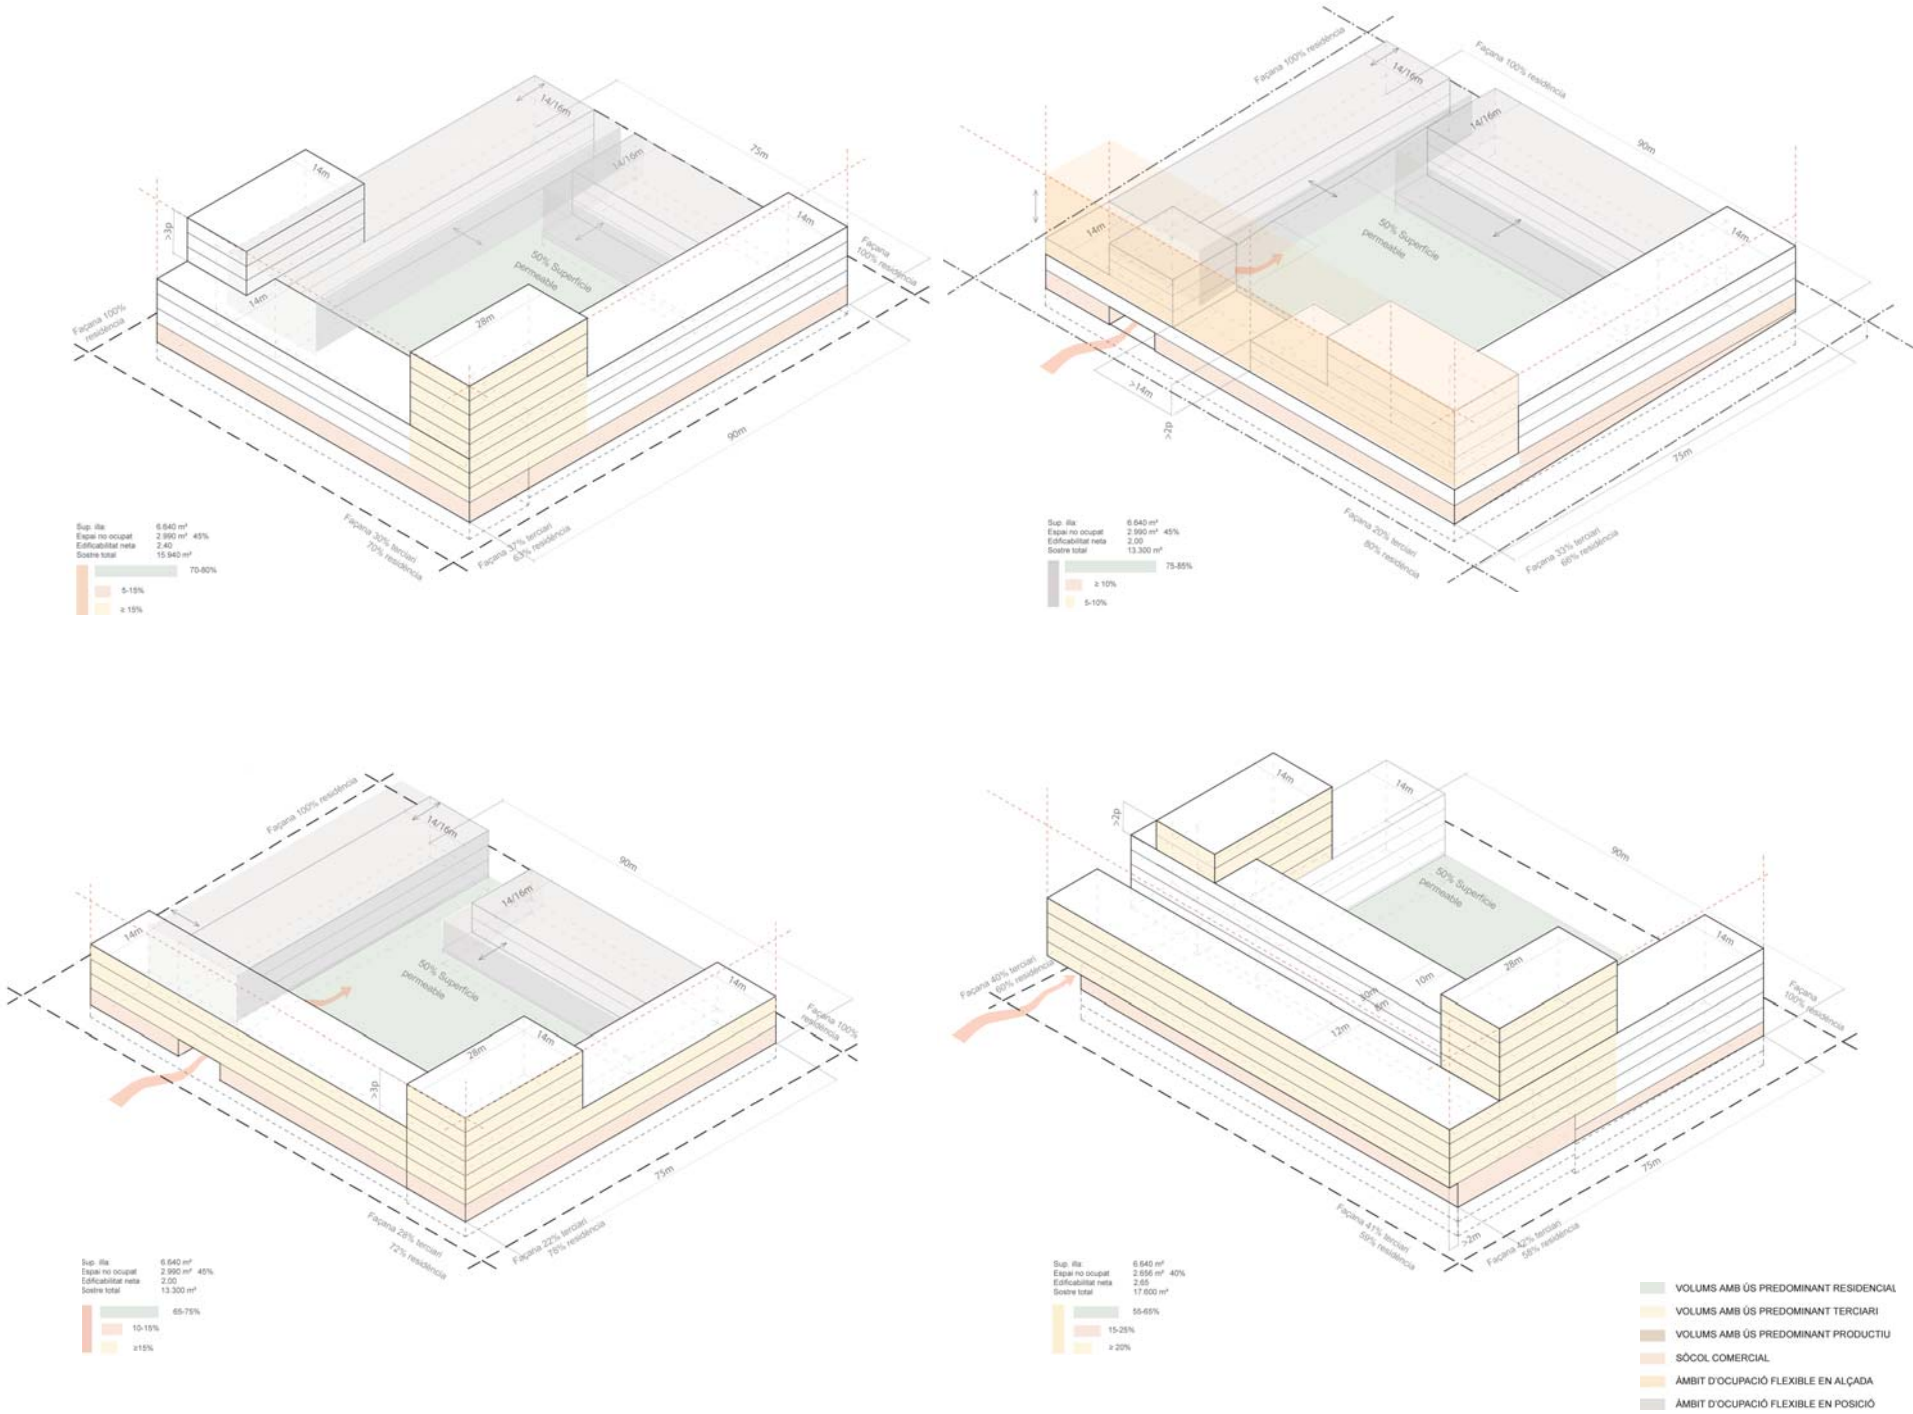 14/16m
75m
14m
14/16m
>3p
14m
Façana
100% residència
50% Superfície
permeable
14m
28m
Façana 100%
residència
90m
Façana 30% terciari
70% residència
Façana 37% terciari
63% residència
Sup. illa: 6.640 m²
Espai no ocupat 2.990 m² 45%
Edificabilitat neta 2,40
Sostre total 15.940 m²
70-80%
5-15%
≥ 15%
Façana 100% residència
Façana 100% residència
14/16m
14/16m
90m
14m
50% Superfície
permeable
14m
>14m
>2p
75m
Façana 20% terciari
80% residència
Façana 33% terciari
66% residència
Sup. illa: 6.640 m²
Espai no ocupat 2.990 m² 45%
Edificabilitat neta 2,00
Sostre total 13.300 m²
75-85%
≥ 10%
5-10%
Façana 100% residència
14/16m
90m
14/16m
14m
50% Superfície
permeable
14m
Façana 100%
residència
28m
14m
>3p
75m
Façana 28% terciari
72% residència
Façana 22% terciari
78% residència
Sup. illa: 6.640 m²
Espai no ocupat 2.990 m² 45%
Edificabilitat neta 2,00
Sostre total 13.300 m²
65-75%
10-15%
≥15%
14m
14m
>2p
90m
50% Superfície
permeable
14m
28m
10m
12m
Façana 40% terciari
60% residència
Façana
100% residència
75m
Façana 41% terciari
59% residència
>2m
Façana 42% terciari
58% residència
Sup. illa: 6.640 m²
Espai no ocupat 2.656 m² 40%
Edificabilitat neta 2,65
Sostre total 17.600 m²
55-65%
15-25%
≥ 20%
VOLUMS AMB ÚS PREDOMINANT RESIDENCIAL
VOLUMS AMB ÚS PREDOMINANT TERCIARI
VOLUMS AMB ÚS PREDOMINANT PRODUCTIU
SÒCOL COMERCIAL
ÀMBIT D'OCUPACIÓ FLEXIBLE EN ALÇADA
ÀMBIT D'OCUPACIÓ FLEXIBLE EN POSICIÓ